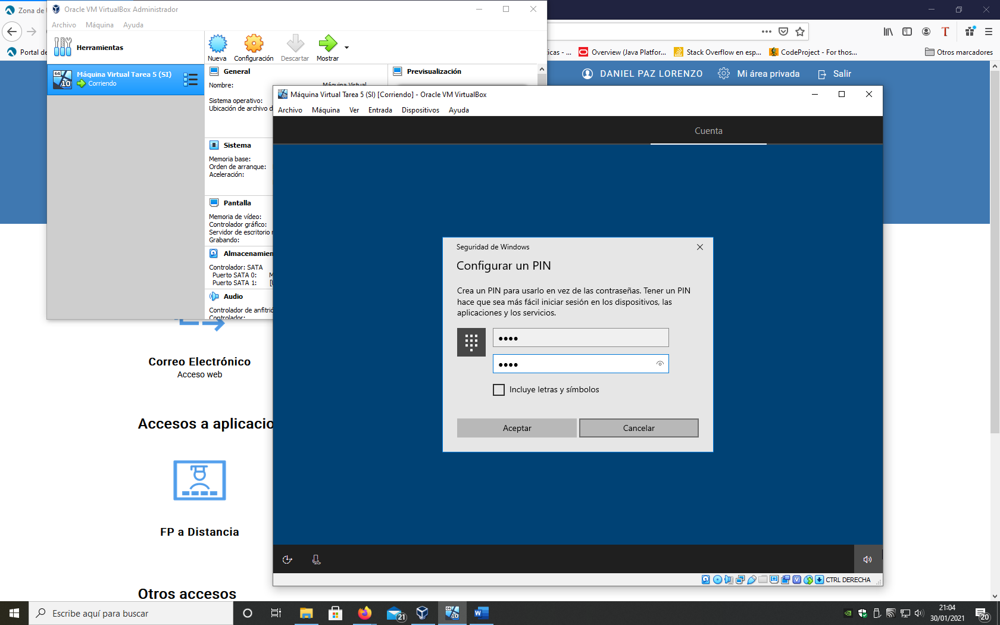 Zona de
Oracle VM VirtualBox Administrador
Archivo Máquina Ayuda
Herramientas
Nueva Configuración Descartar Mostrar
Portal de
icas - ...
Overview (Java Platfor...
Stack Overflow en esp...
CodeProject - For thos...
Otros marcadores
DANIEL PAZ LORENZO
Mi área privada
Salir
64
10
Máquina Virtual Tarea 5 (SI)
Corriendo
General
Nombre:
Máquina Virtual
Sistema operativo:
Ubicación de archivo d
Previsualización
Sistema
Memoria base:
Orden de arranque:
Aceleración:
Pantalla
Memoria de vídeo:
Controlador gráfico:
Servidor de escritorio r
Grabando:
Almacenamien
Controlador: SATA
Puerto SATA 0: M
Puerto SATA 1: [U
Audio
Controlador de anfitrió
Controlador:
Máquina Virtual Tarea 5 (SI) [Corriendo] - Oracle VM VirtualBox
Archivo Máquina Ver Entrada Dispositivos Ayuda
Cuenta
Seguridad de Windows
Configurar un PIN
Crea un PIN para usarlo en vez de las contraseñas. Tener un PIN
hace que sea más fácil iniciar sesión en los dispositivos, las
aplicaciones y los servicios.
●●●●
●●●●
Incluye letras y símbolos
Aceptar
Cancelar
CTRL DERECHA
Correo Electrónico
Acceso web
Accesos a aplicacio
FP a Distancia
Otros accesos
Escribe aquí para buscar
21
10
21:04
30/01/2021
20